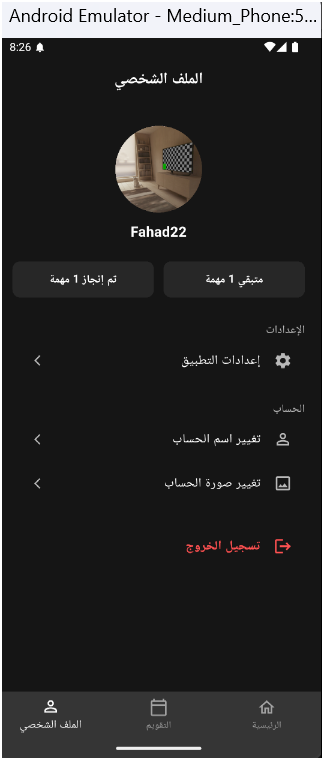 Android Emulator - Medium_Phone:5...
8:26
الملف الشخصي
Fahad22
متبقي 1 مهمة
تم إنجاز 1 مهمة
الإعدادات
إعدادات التطبيق
الحساب
تغيير اسم الحساب
تغيير صورة الحساب
تسجيل الخروج
الرئيسية
التقويم
الملف الشخصي